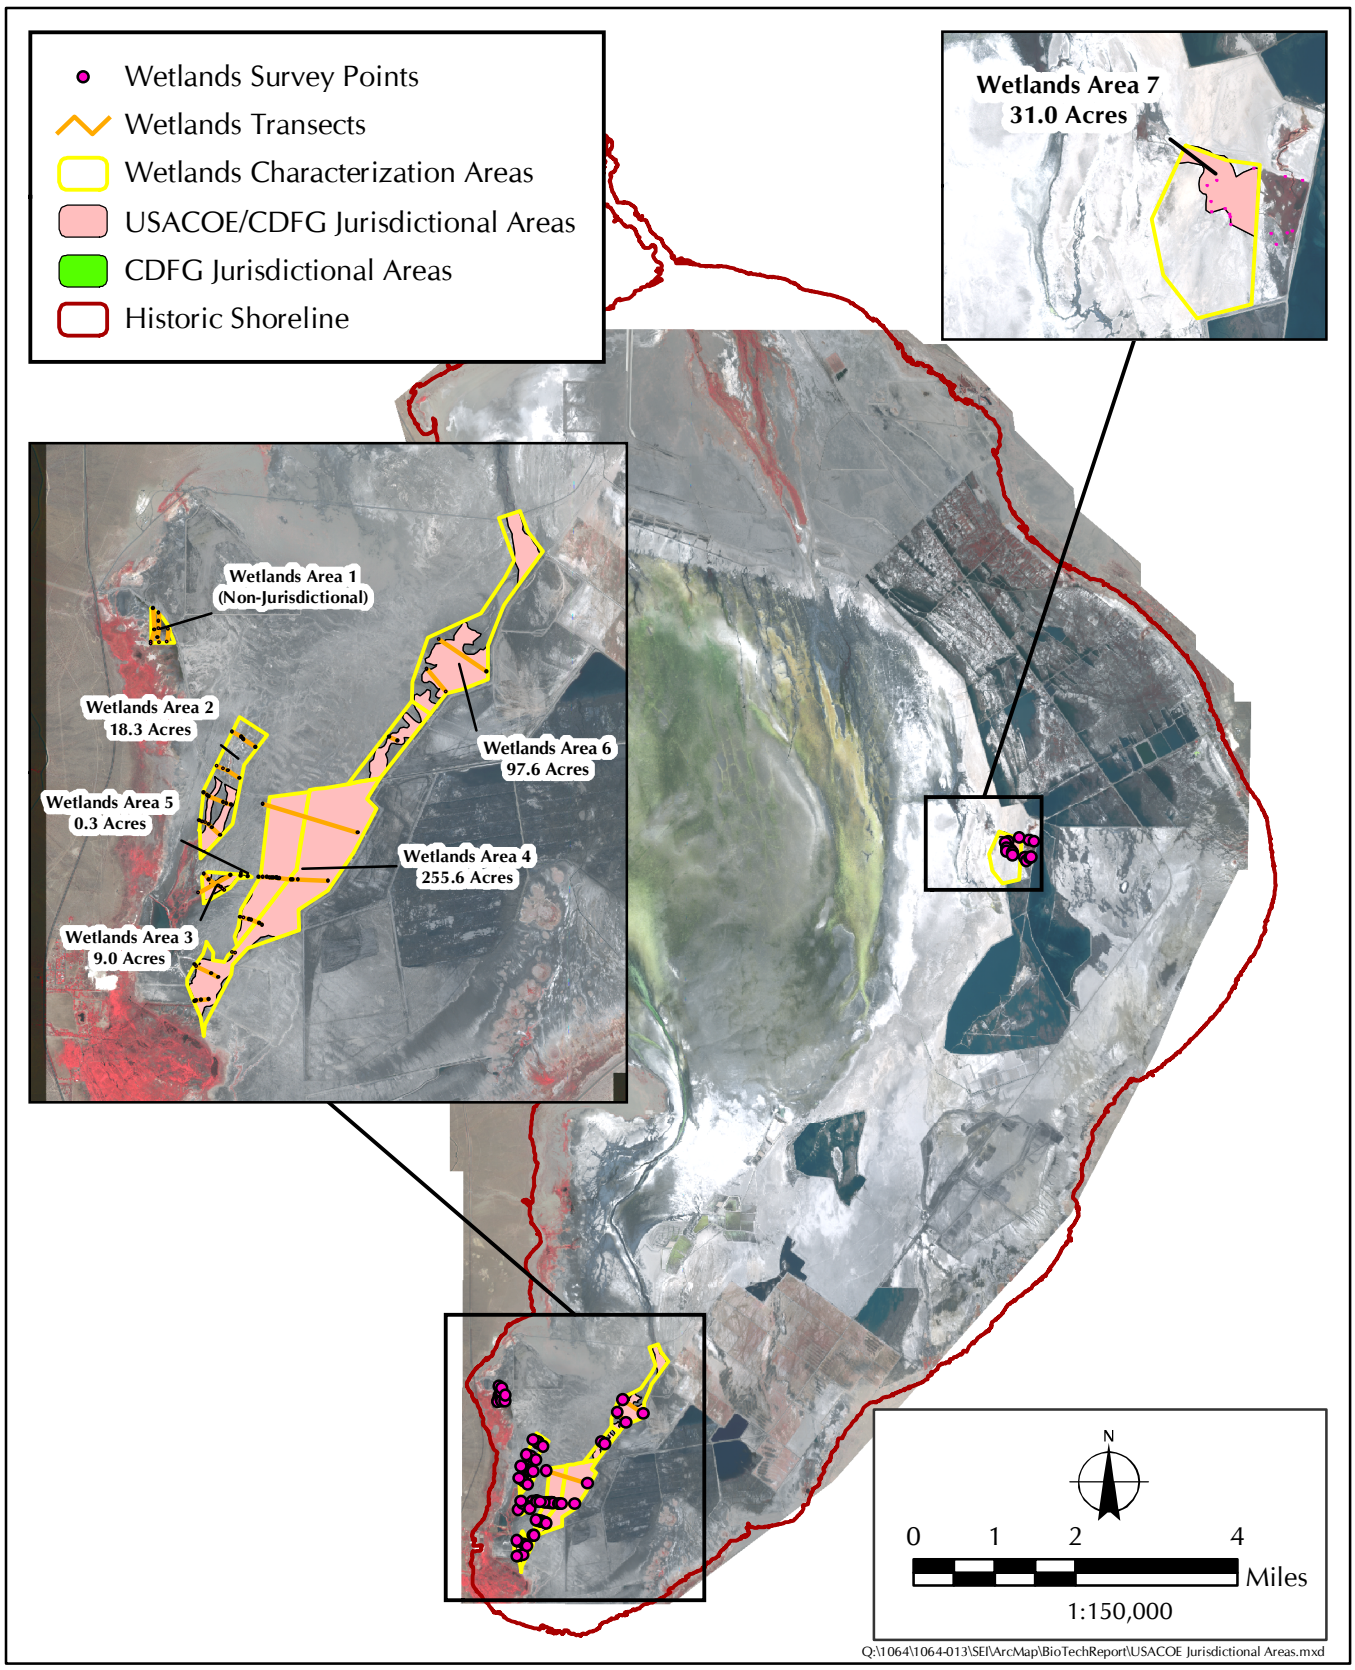 Wetlands Survey Points
Wetlands Transects
Wetlands Characterization Areas
USACOE/CDFG Jurisdictional Areas
CDFG Jurisdictional Areas
Historic Shoreline
Wetlands Area 7
31.0 Acres
Wetlands Area 1
(Non-Jurisdictional)
Wetlands Area 2
18.3 Acres
Wetlands Area 6
97.6 Acres
Wetlands Area 5
0.3 Acres
Wetlands Area 4
255.6 Acres
Wetlands Area 3
9.0 Acres
N
0 1 2 4
Miles
1:150,000
Q:\1064\1064-013\SEI\ArcMap\BioTechReport\USACOE Jurisdictional Areas.mxd